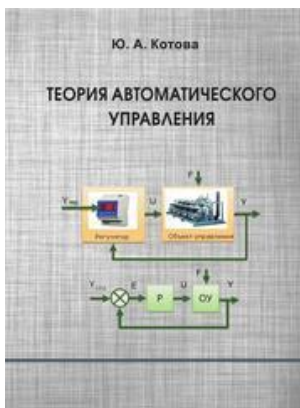 Ю. А. Котова
ТЕОРИЯ АВТОМАТИЧЕСКОГО
УПРАВЛЕНИЯ
F
Y
U
Y
Регулятор
Объект управления
F
Y
E
U
Y
Р
ОУ